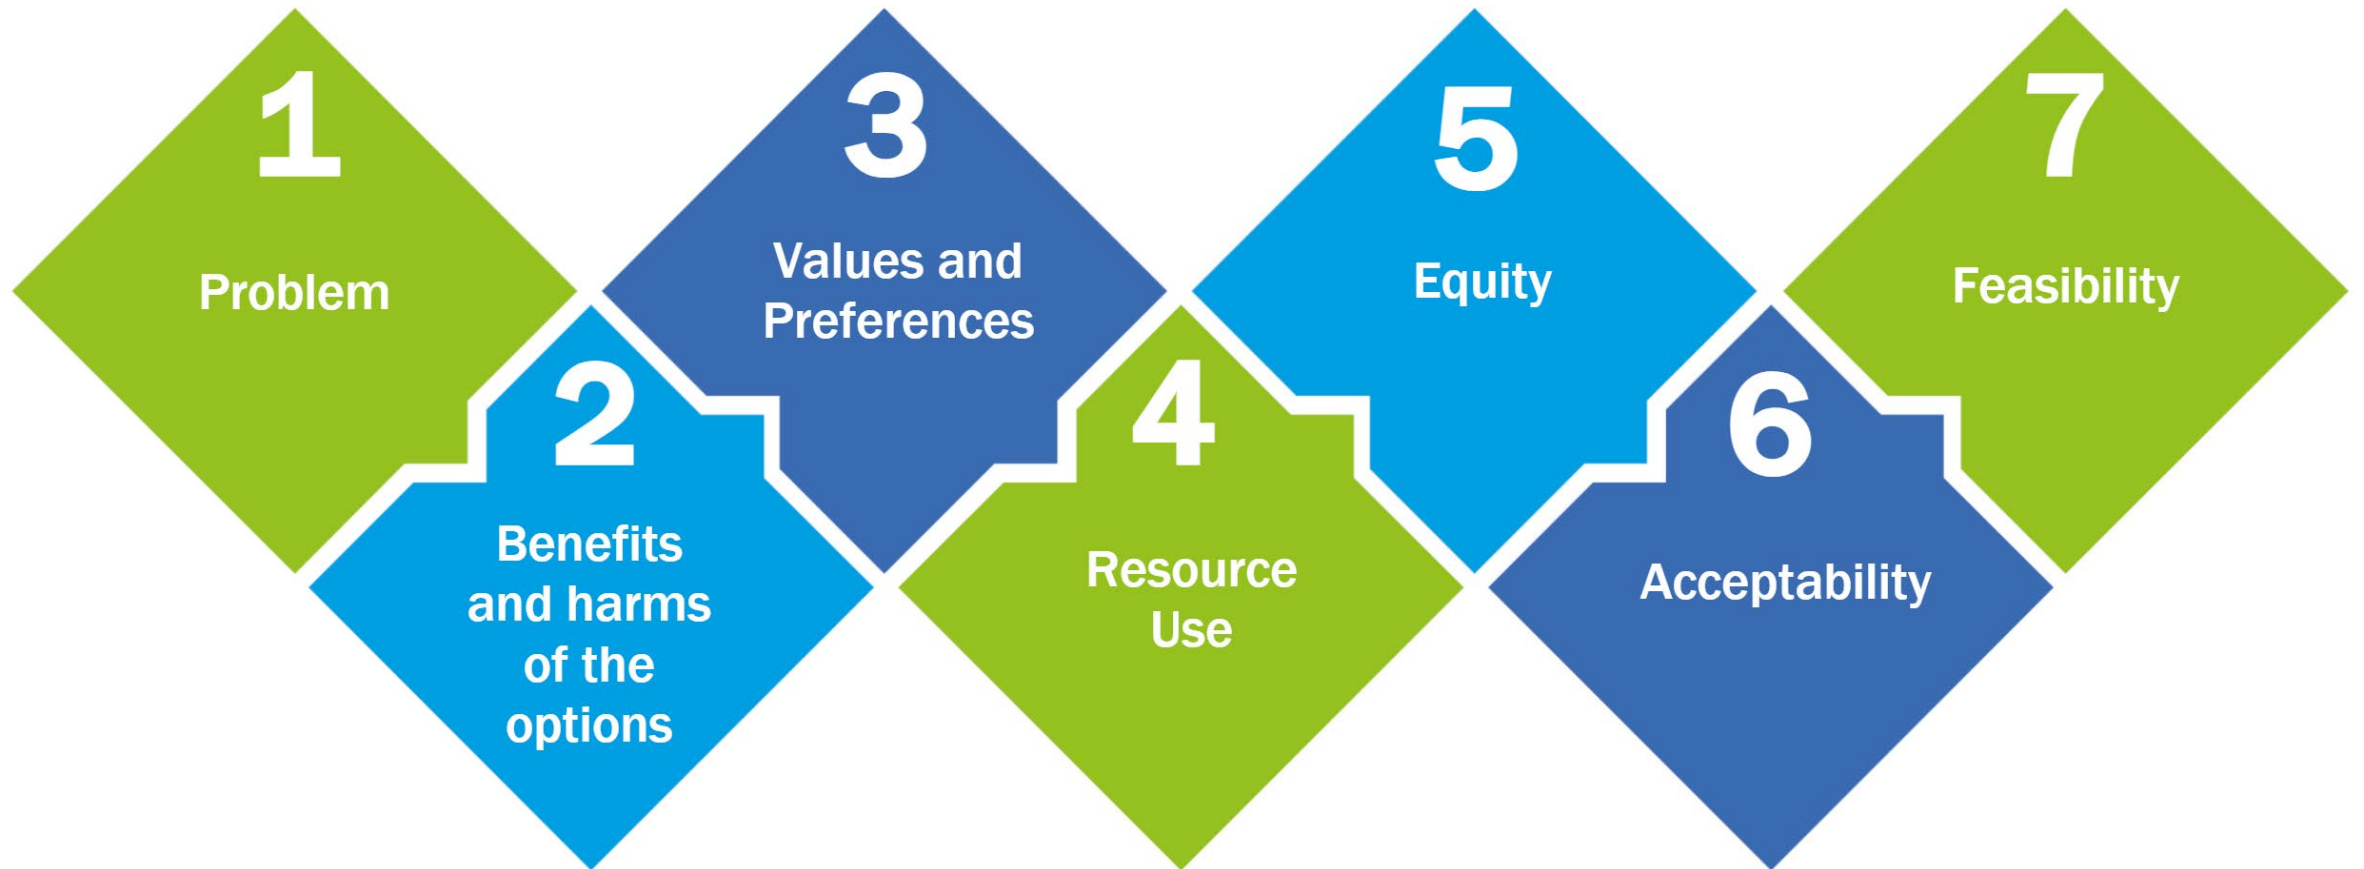 1
Problem
2
Benefits
and harms
of the
options
3
Values and
Preferences
4
Resource
Use
5
Equity
6
Acceptability
7
Feasibility